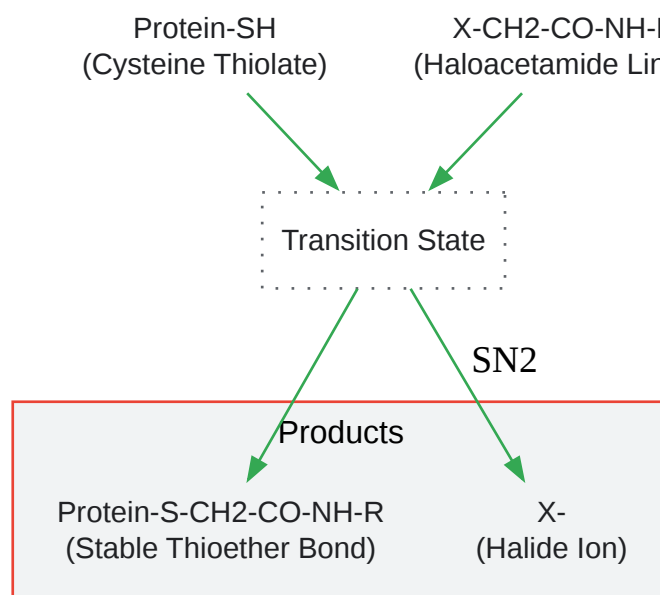 Protein-SH
(Cysteine Thiolate)
X-CH2-CO-NH-
(Haloacetamide Lin
Transition State
SN2
Products
Protein-S-CH2-CO-NH-R
(Stable Thioether Bond)
X-
(Halide Ion)